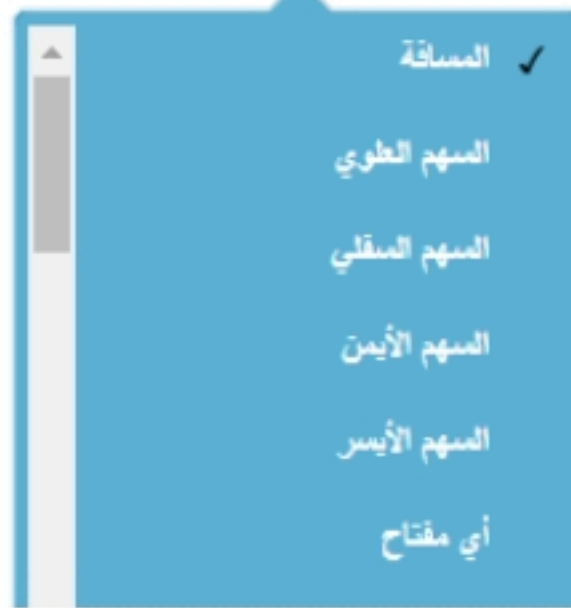 المسافة
السهم العلوي
السهم السفلي
السهم الأيمن
السهم الأيسر
أي مفتاح